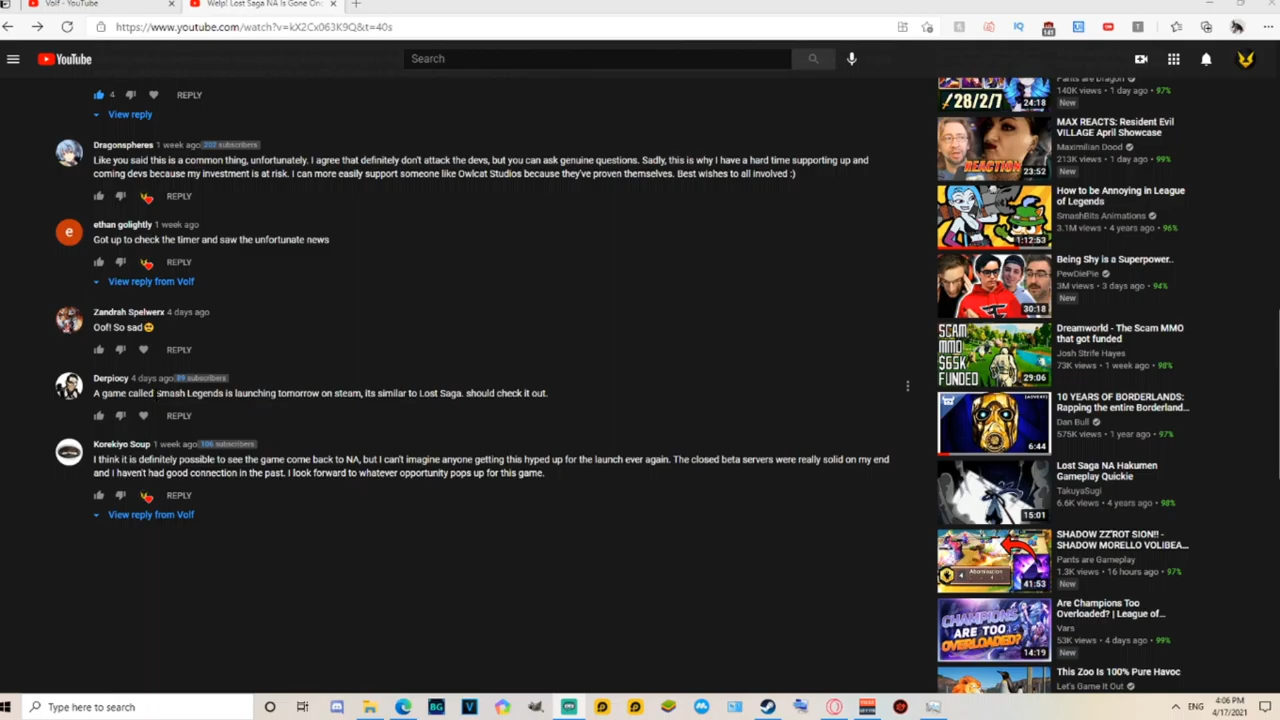 Volf - YouTube
Welp! Lost Saga NA Is Gone Onc
https://www.youtube.com/watch?v=kX2Cx063K9Q&t=40s
141
YouTube
Search
4
REPLY
View reply
Dragonspheres 1 week ago 202 subscribers
Like you said this is a common thing, unfortunately. I agree that definitely don't attack the devs, but you can ask genuine questions. Sadly, this is why I have a hard time supporting up and
coming devs because my investment is at risk. I can more easily support someone like Owlcat Studios because they've proven themselves. Best wishes to all involved :)
REPLY
e
ethan golightly 1 week ago
Got up to check the timer and saw the unfortunate news
REPLY
View reply from Volf
Zandrah Spelwerx 4 days ago
Oof! So sad
REPLY
Derpiocy 4 days ago 89 subscribers
A game called smash Legends is launching tomorrow on steam, its similar to Lost Saga. should check it out.
REPLY
Korekiyo Soup 1 week ago 106 subscribers
I think it is definitely possible to see the game come back to NA, but I can't imagine anyone getting this hyped up for the launch ever again. The closed beta servers were really solid on my end
and I haven't had good connection in the past. I look forward to whatever opportunity pops up for this game.
REPLY
View reply from Volf
/28/2/7
24:18
Pants are Dragon
140K views • 1 day ago • 97%
New
REACTION
23:52
MAX REACTS: Resident Evil
VILLAGE April Showcase
Maximilian Dood
213K views • 1 day ago • 99%
New
1:12:53
How to be Annoying in League
of Legends
SmashBits Animations
3.1M views • 4 years ago • 96%
30:18
Being Shy is a Superpower..
PewDiePie
3M views • 3 days ago • 94%
New
SCAM
MMO
$65K
FUNDED
29:06
Dreamworld - The Scam MMO
that got funded
Josh Strife Hayes
73K views • 1 week ago • 98%
6:44
10 YEARS OF BORDERLANDS:
Rapping the entire Borderland...
Dan Bull
575K views • 1 year ago • 97%
15:01
Lost Saga NA Hakumen
Gameplay Quickie
TakuyaSugi
6.6K views • 4 years ago • 98%
Abomination
41:53
SHADOW ZZ'ROT SION!! -
SHADOW MORELLO VOLIBEA...
Pants are Gameplay
1.3K views • 16 hours ago • 97%
New
CHAMPIONS
ARE TOO
OVERLOADED?
14:19
Are Champions Too
Overloaded? | League of...
Vars
53K views • 4 days ago • 99%
New
This Zoo Is 100% Pure Havoc
Let's Game It Out
Type here to search
BG
V
ENG
4:06 PM
4/17/2021